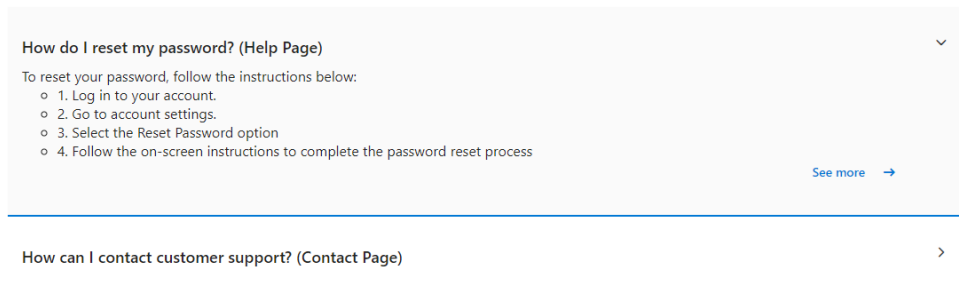 How do I reset my password? (Help Page)
To reset your password, follow the instructions below:
1. Log in to your account.
2. Go to account settings.
3. Select the Reset Password option
4. Follow the on-screen instructions to complete the password reset process
See more
How can I contact customer support? (Contact Page)